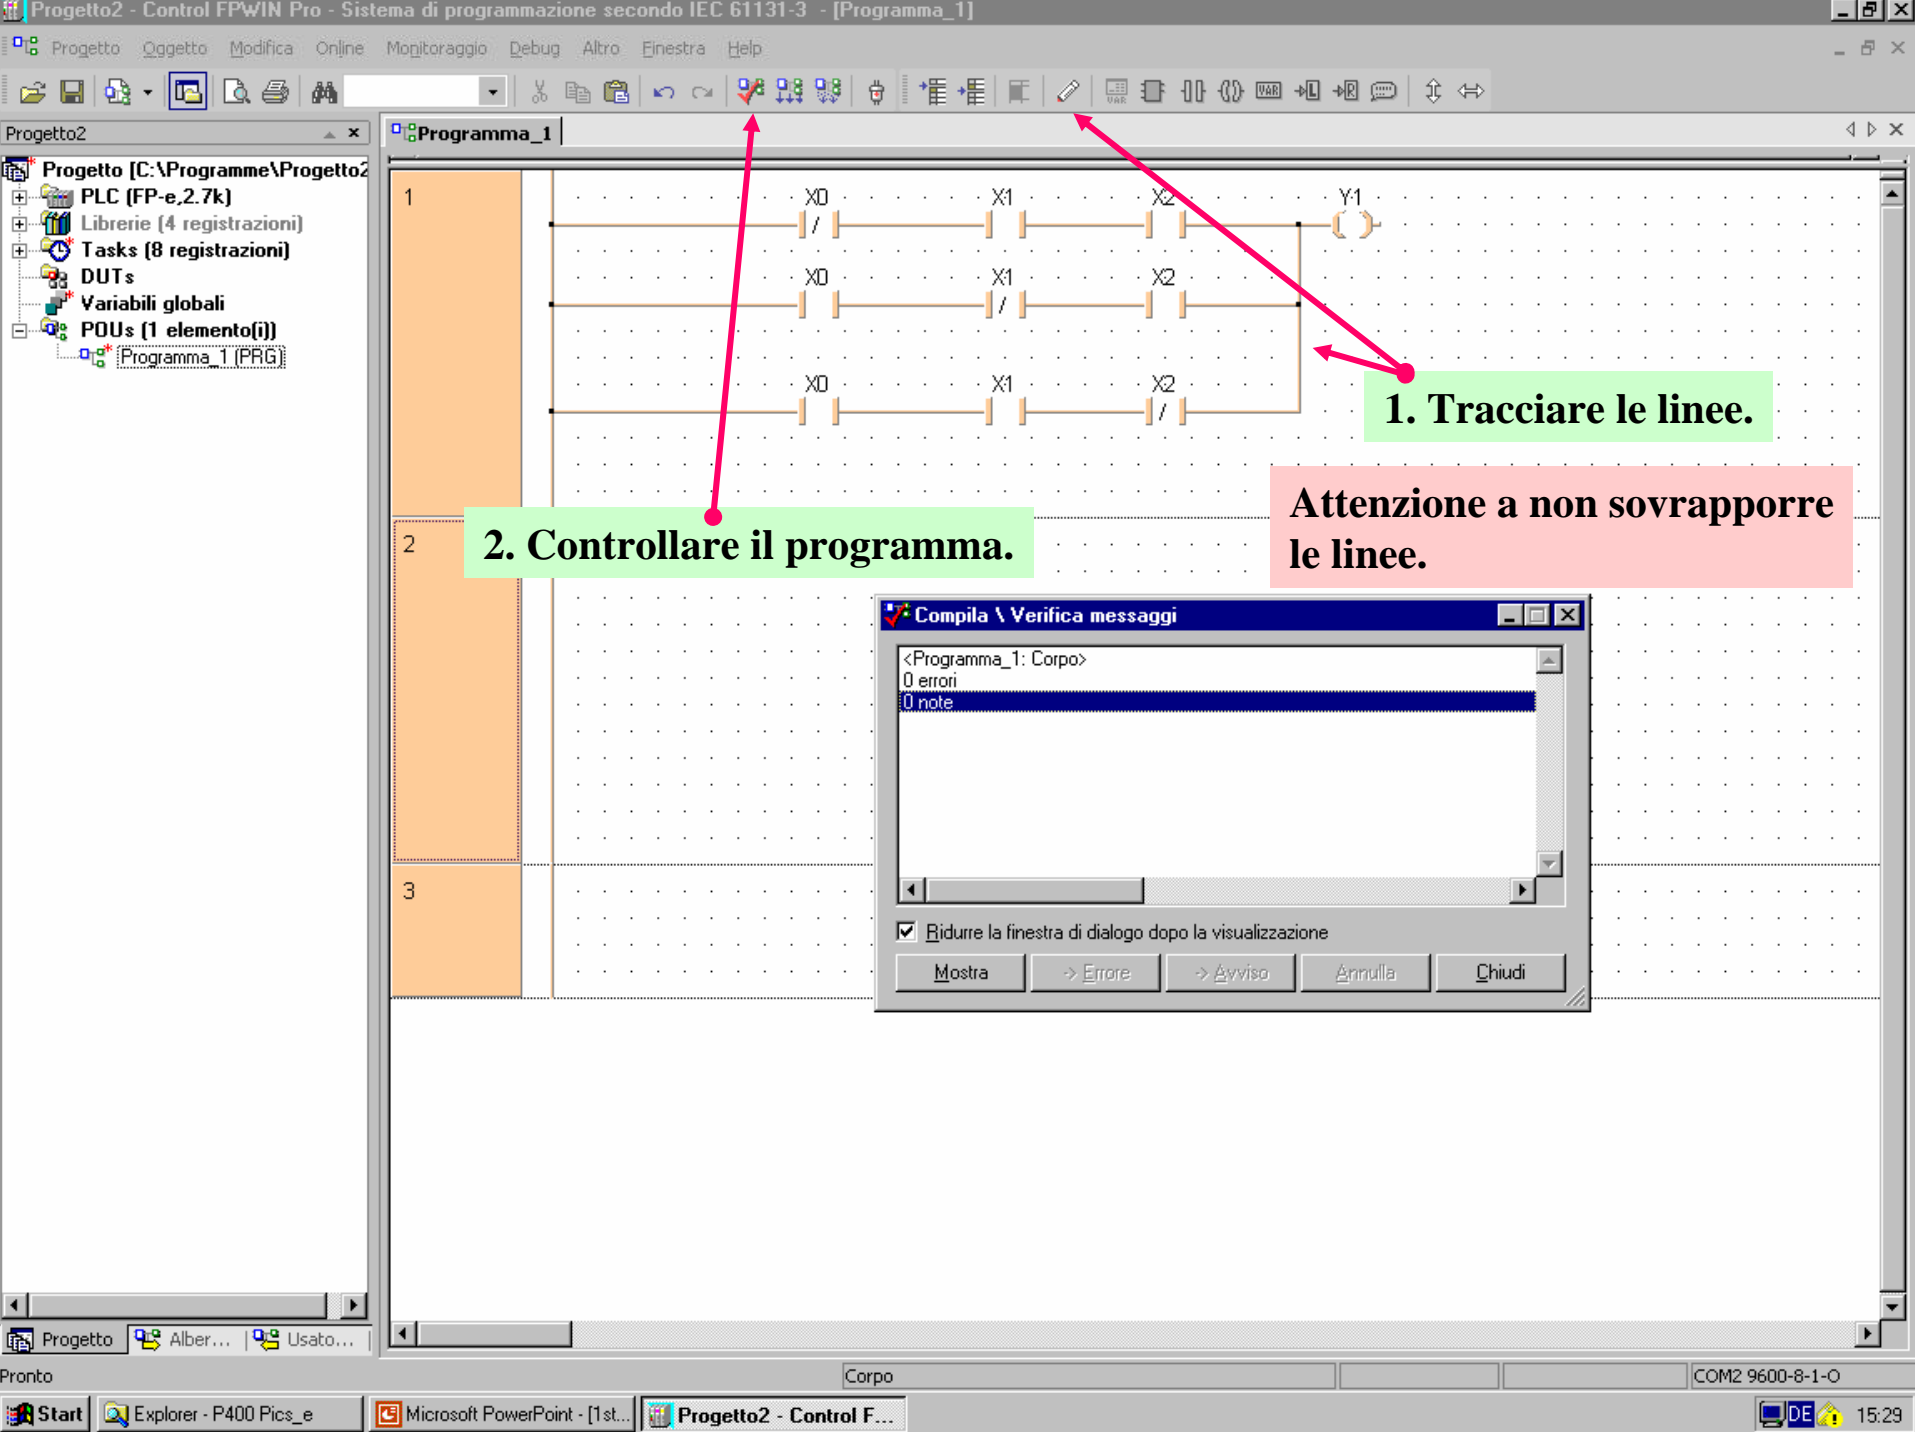 Progetto2 - Control FPWIN Pro - Sistema di programmazione secondo IEC 61131-3 - [Programma_1]
Progetto Oggetto Modifica Online Monitoraggio Debug Altro Finestra Help
Progetto2
Programma_1
Progetto [C:\Programme\Progetto2
PLC (FP-e,2.7k)
Librerie (4 registrazioni)
Tasks (8 registrazioni)
DUTs
Variabili globali
POUs (1 elemento(i))
Programma_1 (PRG)
1
X0 X1 X2 Y1
X0 X1 X2
X0 X1 X2
1. Tracciare le linee.
Attenzione a non sovrapporre
le linee.
2
2. Controllare il programma.
Compila \ Verifica messaggi
<Programma_1: Corpo>
0 errori
0 note
3
Ridurre la finestra di dialogo dopo la visualizzazione
Mostra -> Errore -> Avviso Annulla Chiudi
Progetto Alber... Usato...
Pronto Corpo COM2 9600-8-1-O
Start Explorer - P400 Pics_e Microsoft PowerPoint - [1st... Progetto2 - Control F... DE 15:29